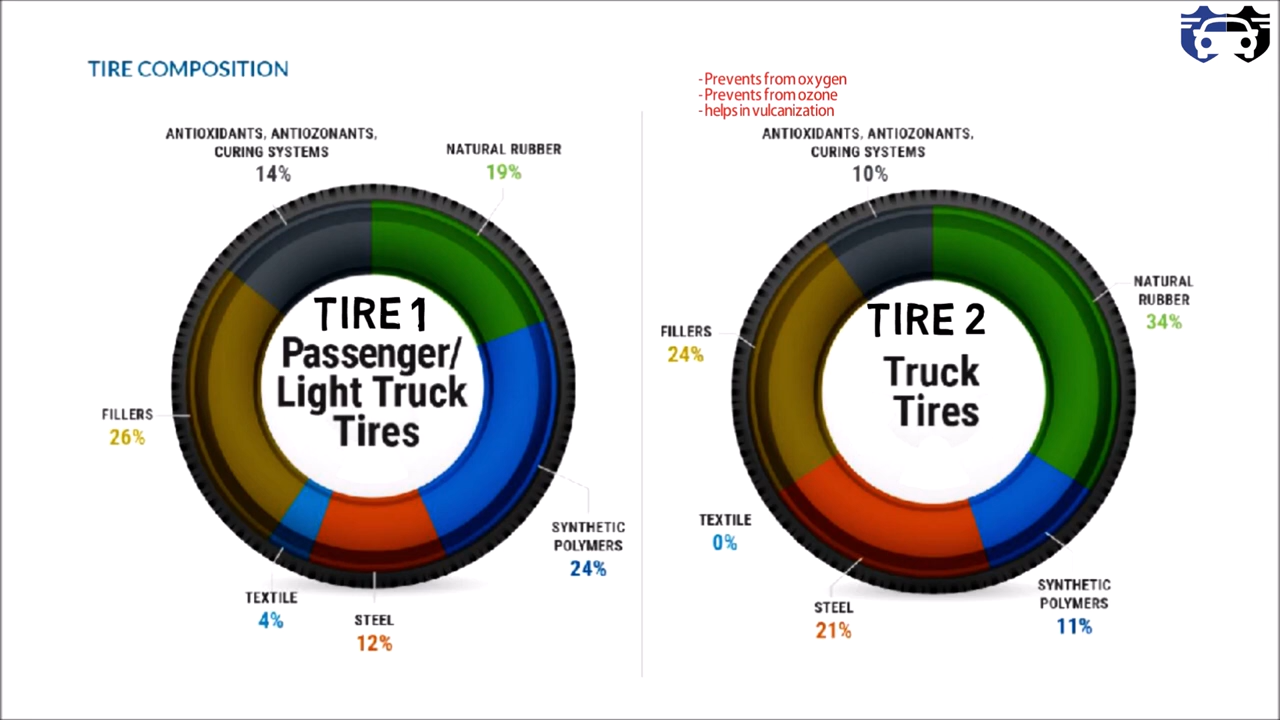 TIRE COMPOSITION
ANTIOXIDANTS, ANTIOZONANTS,
CURING SYSTEMS
14%
NATURAL RUBBER
19%
TIRE 1
Passenger/
Light Truck
Tires
FILLERS
26%
SYNTHETIC
POLYMERS
24%
TEXTILE
4%
STEEL
12%
- Prevents from oxygen
- Prevents from ozone
- helps in vulcanization
ANTIOXIDANTS, ANTIOZONANTS,
CURING SYSTEMS
10%
NATURAL
RUBBER
34%
TIRE 2
Truck
Tires
FILLERS
24%
TEXTILE
0%
STEEL
21%
SYNTHETIC
POLYMERS
11%